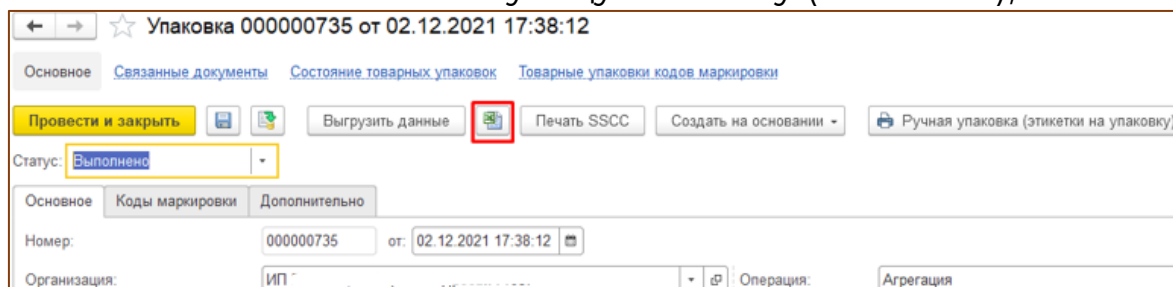 Упаковка 000000735 от 02.12.2021 17:38:12
Основное Связанные документы Состояние товарных упаковок Товарные упаковки кодов маркировки
Провести и закрыть Выгрузить данные Печать SSCC Создать на основании Ручная упаковка (этикетки на упаковку)
Статус: Выполнено
Основное Коды маркировки Дополнительно
Номер: 000000735 от: 02.12.2021 17:38:12
Организация: ИП Операция: Агрегация